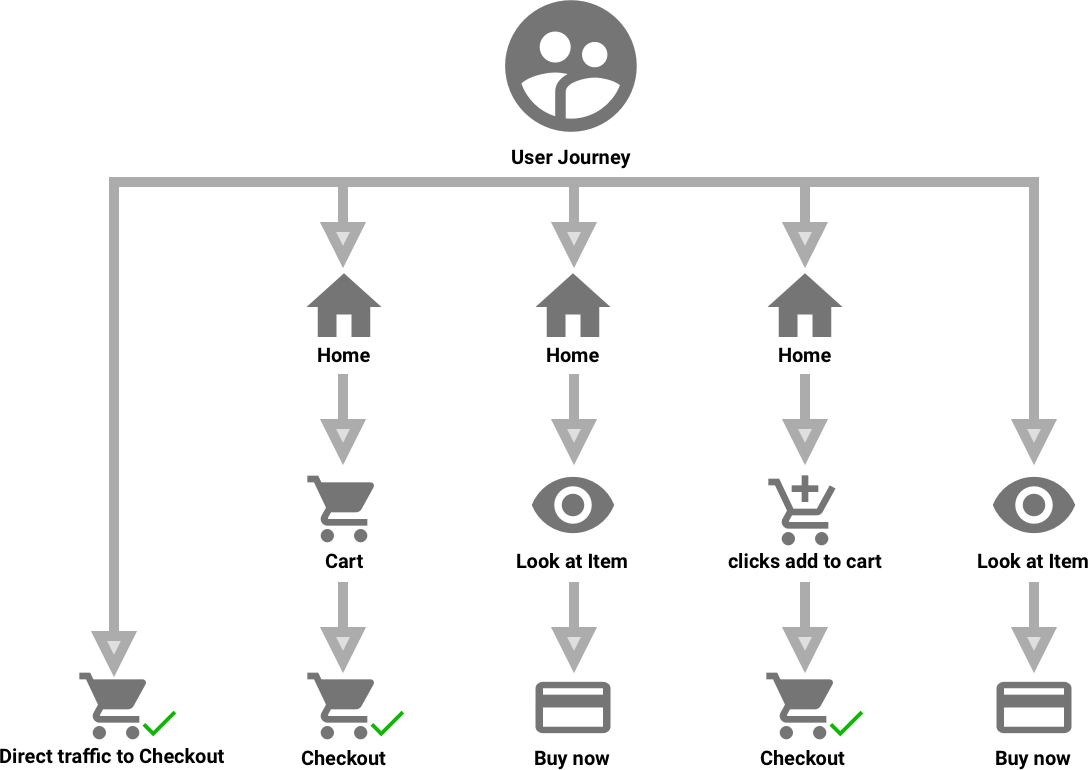 User Journey
Home
Home
Home
Cart
Look at Item
clicks add to cart
Look at Item
Direct traffic to Checkout
Checkout
Buy now
Checkout
Buy now